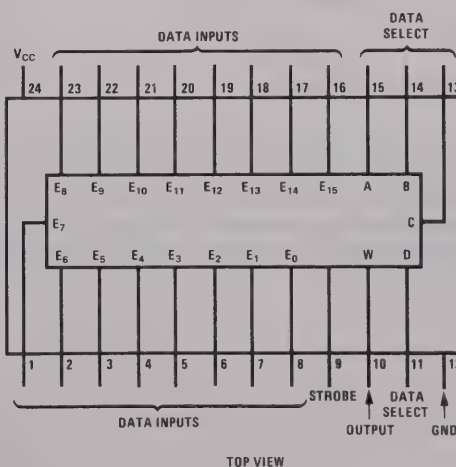 DATA INPUTS
DATA SELECT
V_CC
24 23 22 21 20 19 18 17 16 15 14 13
E₈ E₉ E₁₀ E₁₁ E₁₂ E₁₃ E₁₄ E₁₅ A B
E₇ C
E₆ E₅ E₄ E₃ E₂ E₁ E₀ W D
1 2 3 4 5 6 7 8 9 10 11
STROBE
DATA INPUTS
OUTPUT
DATA SELECT
GND
TOP VIEW